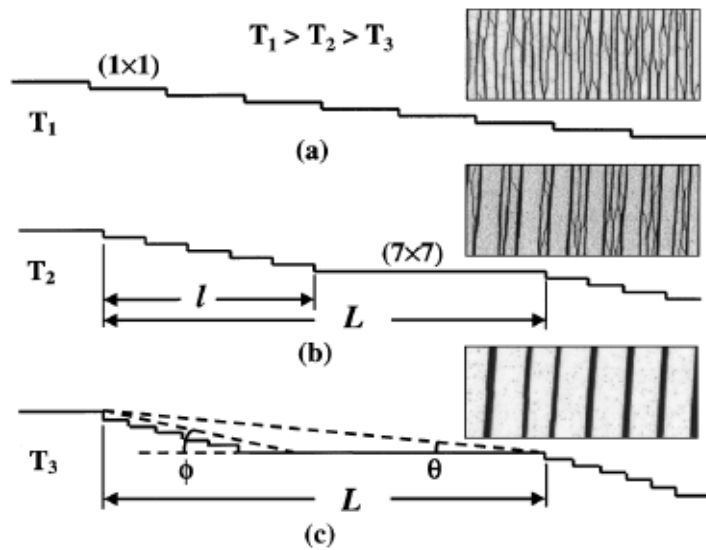 T₁ > T₂ > T₃
(1×1)
T₁
(a)
(7×7)
T₂
l
L
(b)
T₃
ϕ
θ
L
(c)